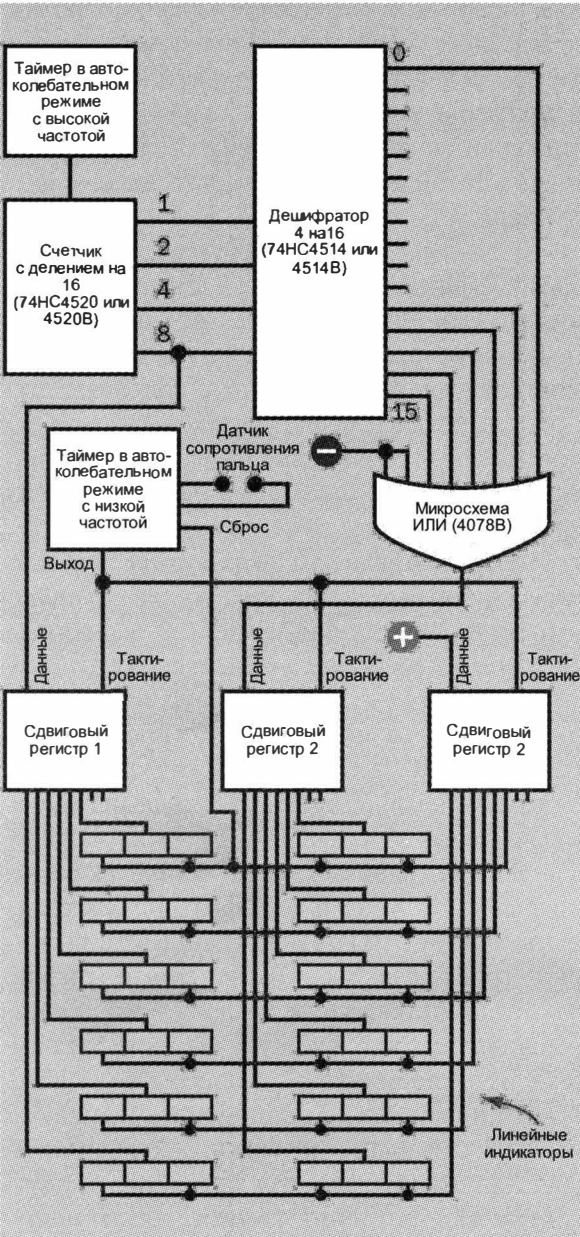 Таймер в авто-
колебательном
режиме
с высокой
частотой
0
Счетчик
с делением на
16
(74HC4520 или
4520B)
1
2
4
8
Дешифратор
4 на16
(74HC4514 или
4514B)
15
Таймер в авто-
колебательном
режиме
с низкой
частотой
Датчик
сопротивления
пальца
−
Сброс
Микросхема
ИЛИ (4078B)
Выход
Данные
Такти-
рование
Данные
Такти-
рование
+
Данные
Такти-
рование
Сдвиговый
регистр 1
Сдвиговый
регистр 2
Сдвиговый
регистр 2
Линейные
индикаторы